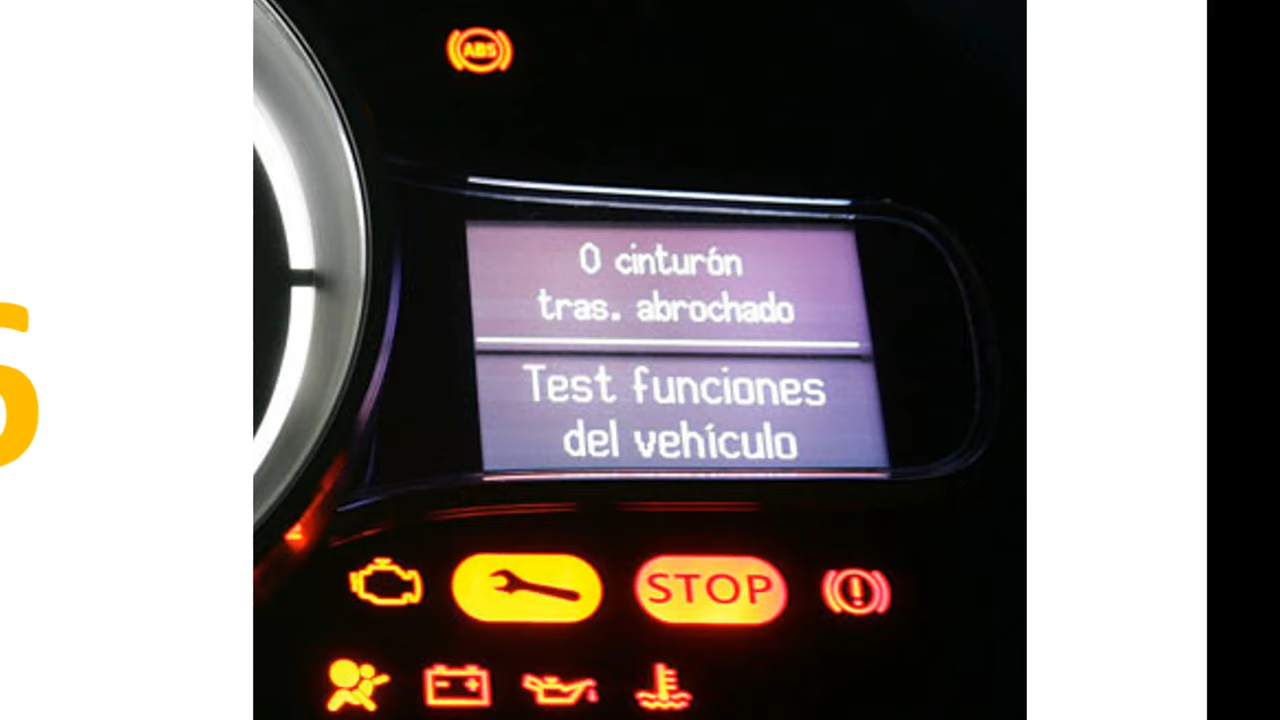 ABS
0 cinturón
tras. abrochado
Test funciones
del vehículo
STOP